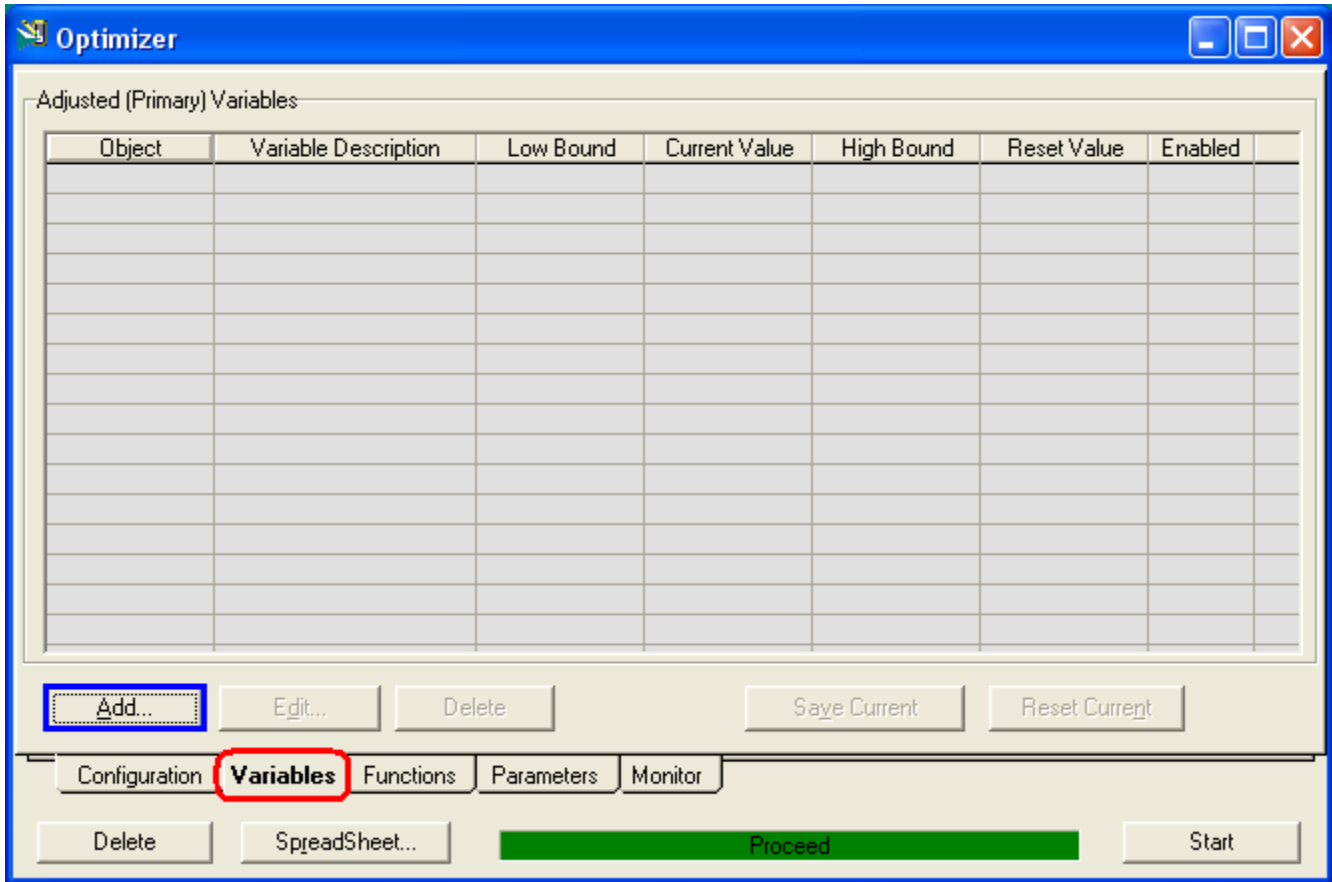 Optimizer
Adjusted (Primary) Variables
Object Variable Description Low Bound Current Value High Bound Reset Value Enabled
Add... Edit... Delete Save Current Reset Current
Configuration Variables Functions Parameters Monitor
Delete SpreadSheet... Proceed Start